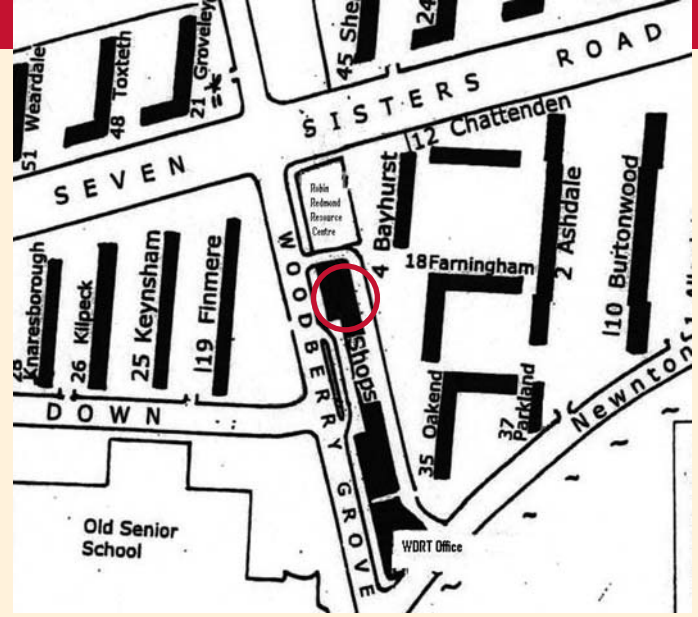 51 Weardale
48 Toxteth
21 Groveley
45 She
24
SEVEN SISTERS ROAD
12 Chattenden
Robin
Redmond
Resource
Centre
4 Bayhurst
2 Ashdale
110 Burtonwood
18 Farningham
28 Knaresborough
26 Kilpeck
25 Keynsham
119 Finmere
WOODBERRY GROVE
Shops
35 Oakend
37 Parkland
Newnton
DOWN
Old Senior
School
WDRT Office